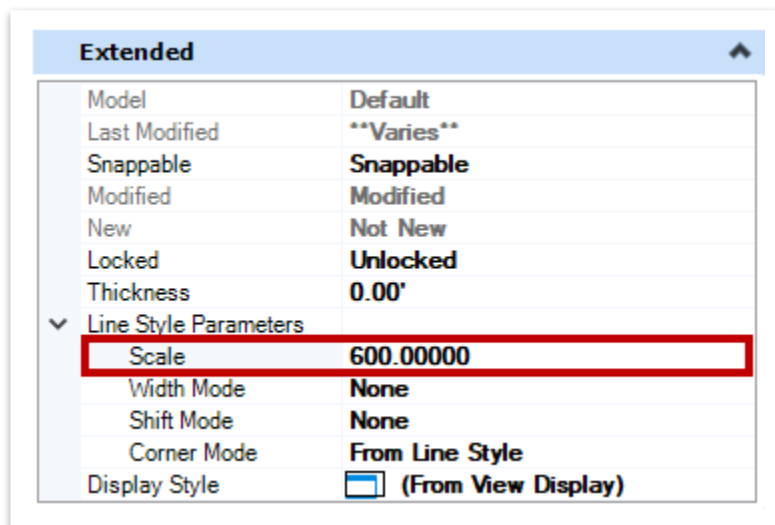 Extended
Model Default
Last Modified **Varies**
Snappable Snappable
Modified Modified
New Not New
Locked Unlocked
Thickness 0.00'
Line Style Parameters
Scale 600.00000
Width Mode None
Shift Mode None
Corner Mode From Line Style
Display Style (From View Display)